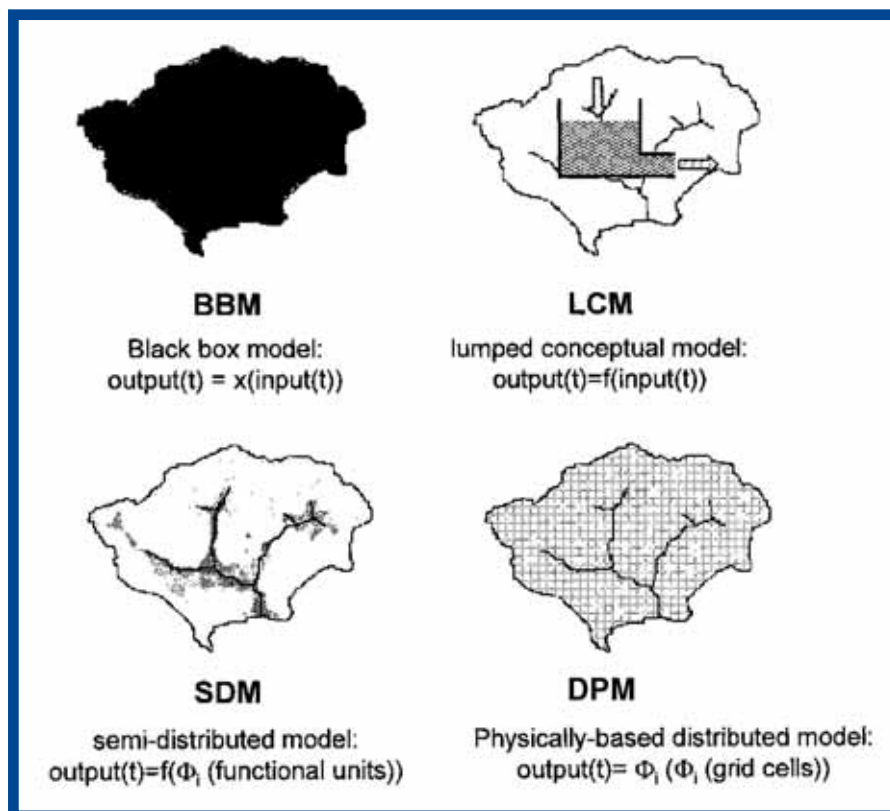 BBM
Black box model:
output(t) = x(input(t))
LCM
lumped conceptual model:
output(t)=f(input(t))
SDM
semi-distributed model:
output(t)=f(Φi (functional units))
DPM
Physically-based distributed model:
output(t)= Φi (Φi (grid cells))